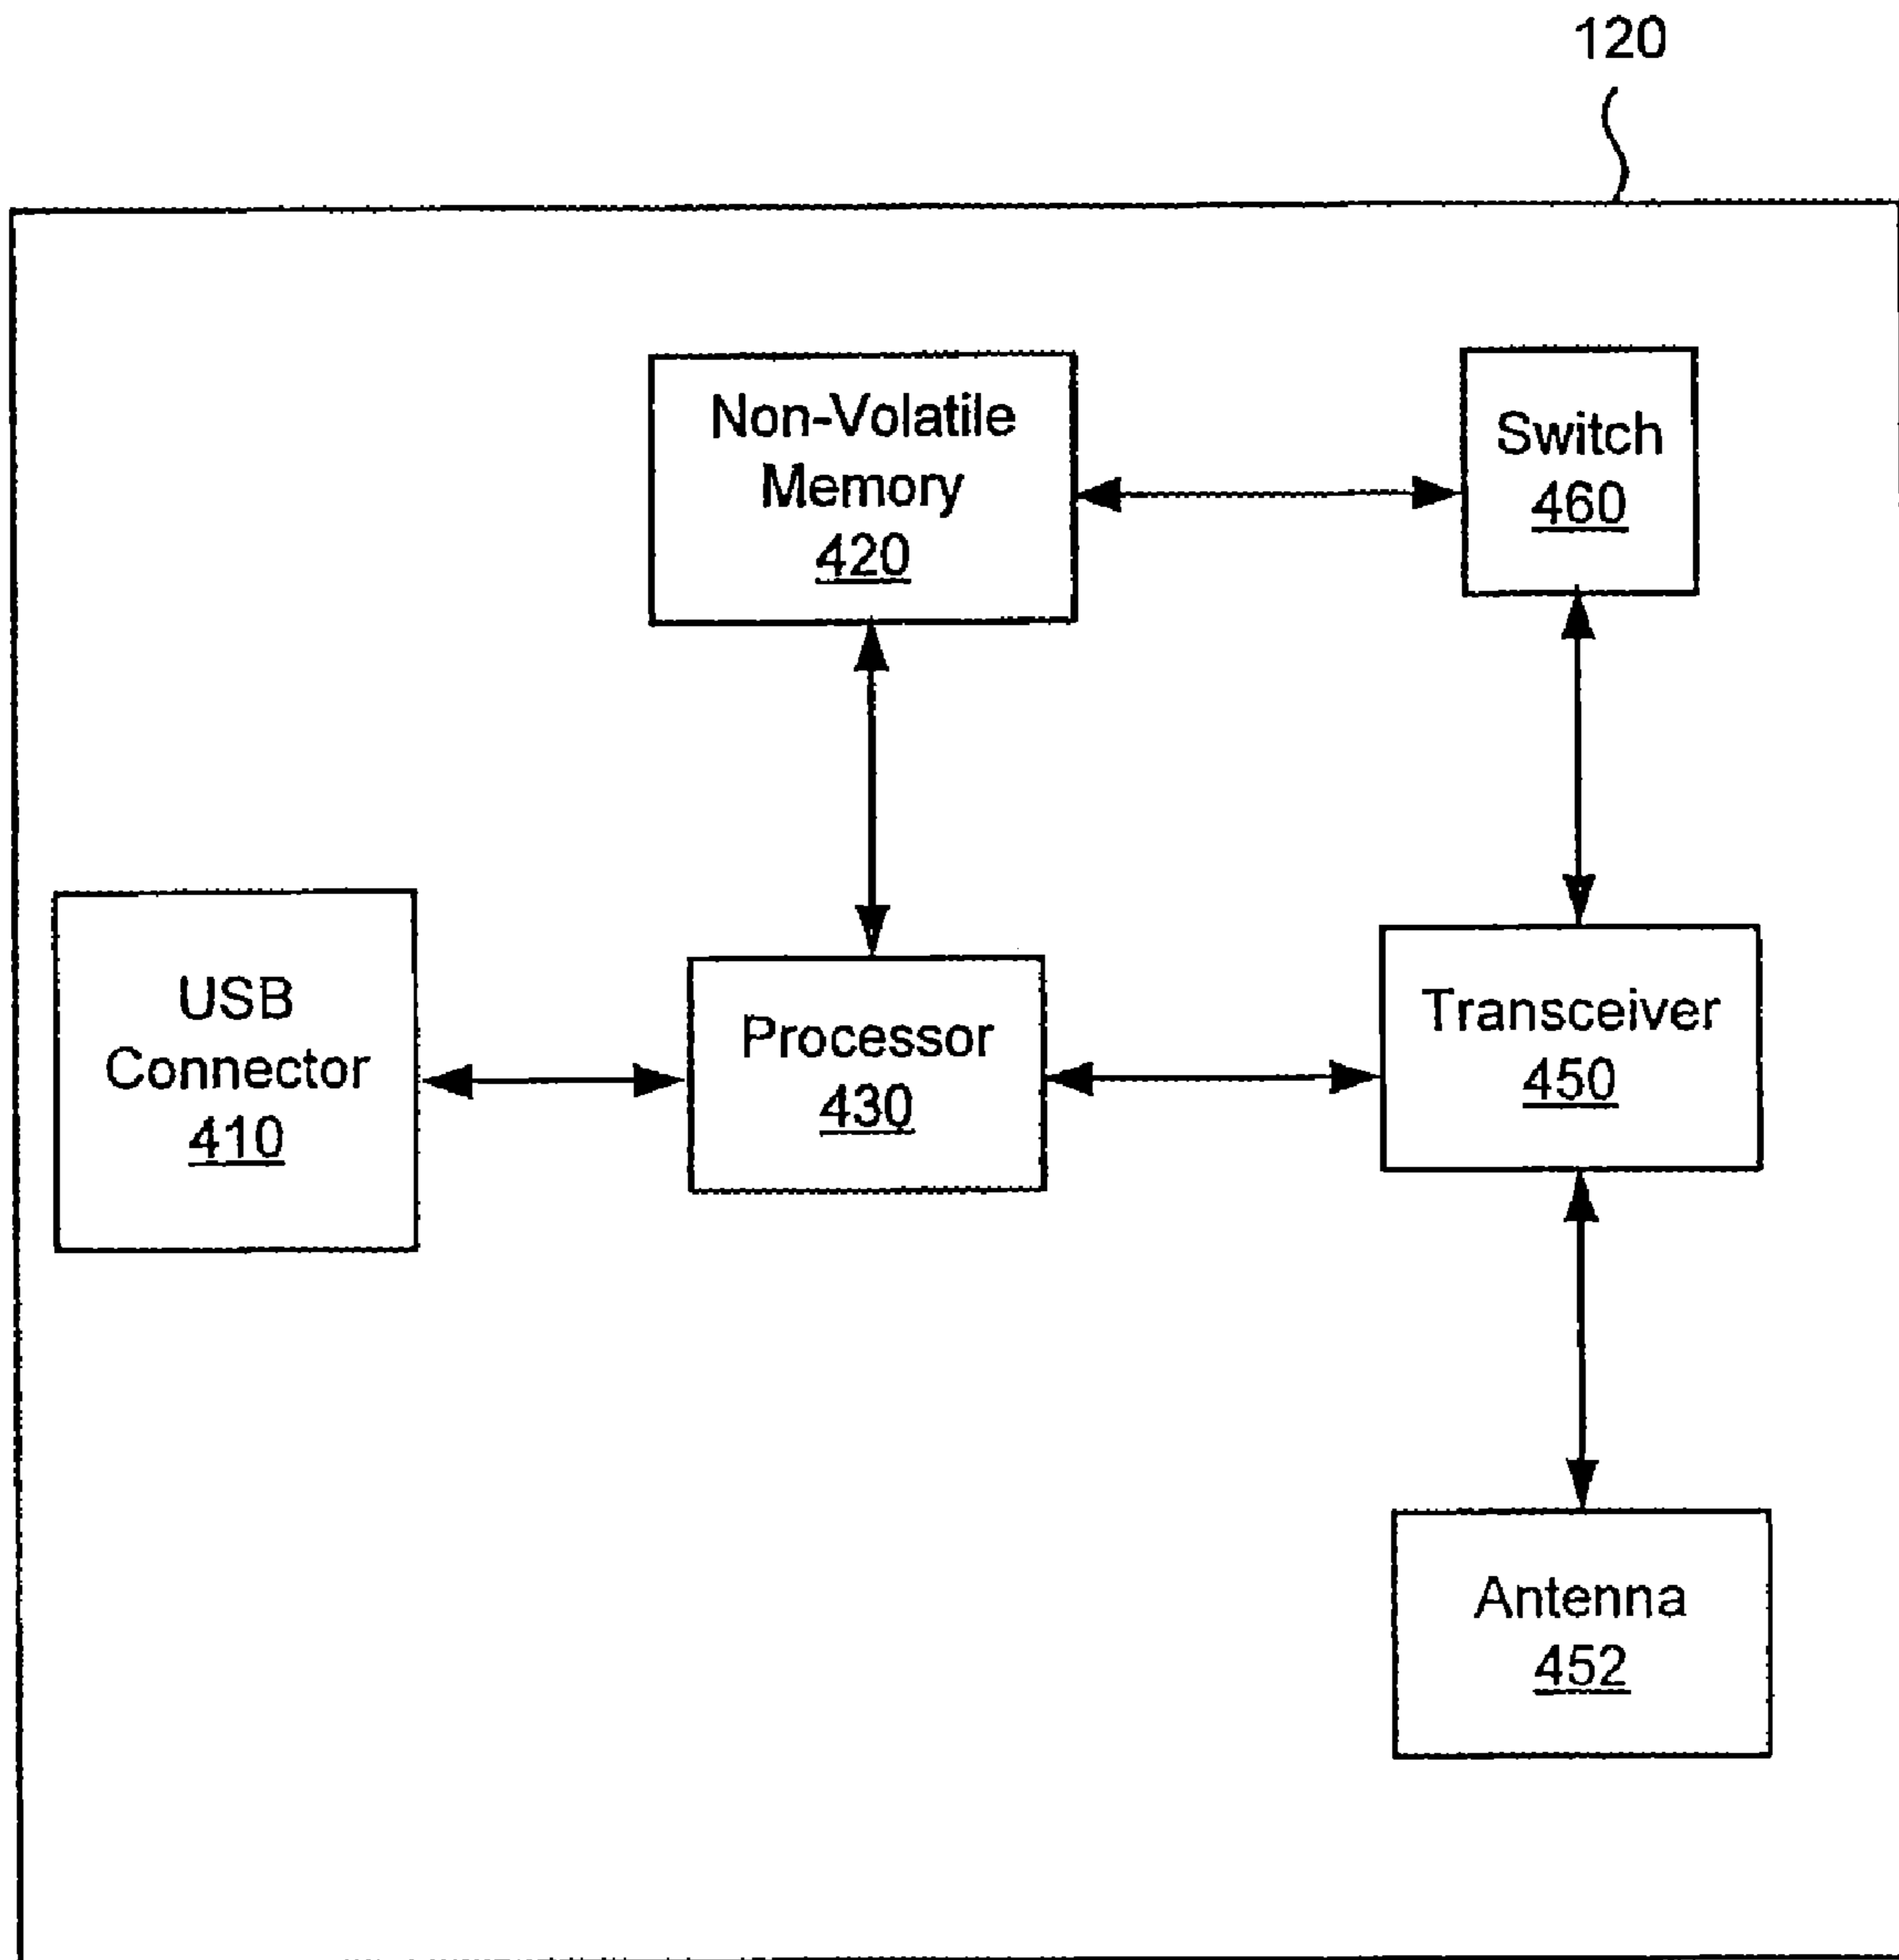 120
Non-Volatile
Memory
420
Switch
460
USB
Connector
410
Processor
430
Transceiver
450
Antenna
452